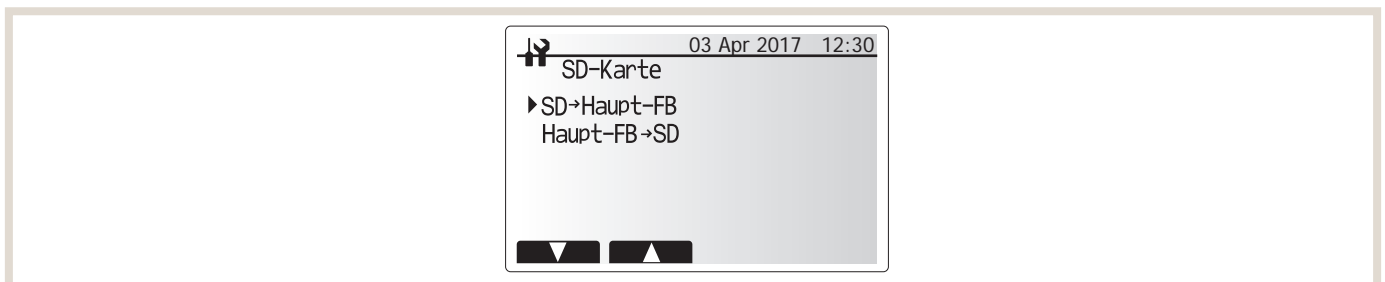 03 Apr 2017 12:30
SD-Karte
▶SD→Haupt-FB
Haupt-FB→SD